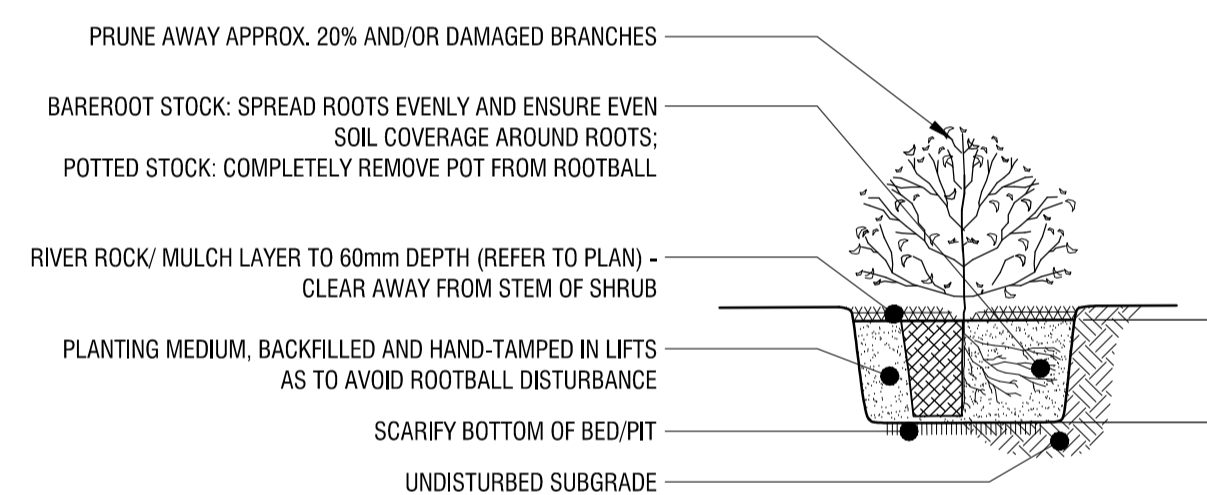 PRUNE AWAY APPROX. 20% AND/OR DAMAGED BRANCHES
BAREROOT STOCK: SPREAD ROOTS EVENLY AND ENSURE EVEN
SOIL COVERAGE AROUND ROOTS;
POTTED STOCK: COMPLETELY REMOVE POT FROM ROOTBALL
RIVER ROCK/ MULCH LAYER TO 60mm DEPTH (REFER TO PLAN) -
CLEAR AWAY FROM STEM OF SHRUB
PLANTING MEDIUM, BACKFILLED AND HAND-TAMPED IN LIFTS
AS TO AVOID ROOTBALL DISTURBANCE
SCARIFY BOTTOM OF BED/PIT
UNDISTURBED SUBGRADE